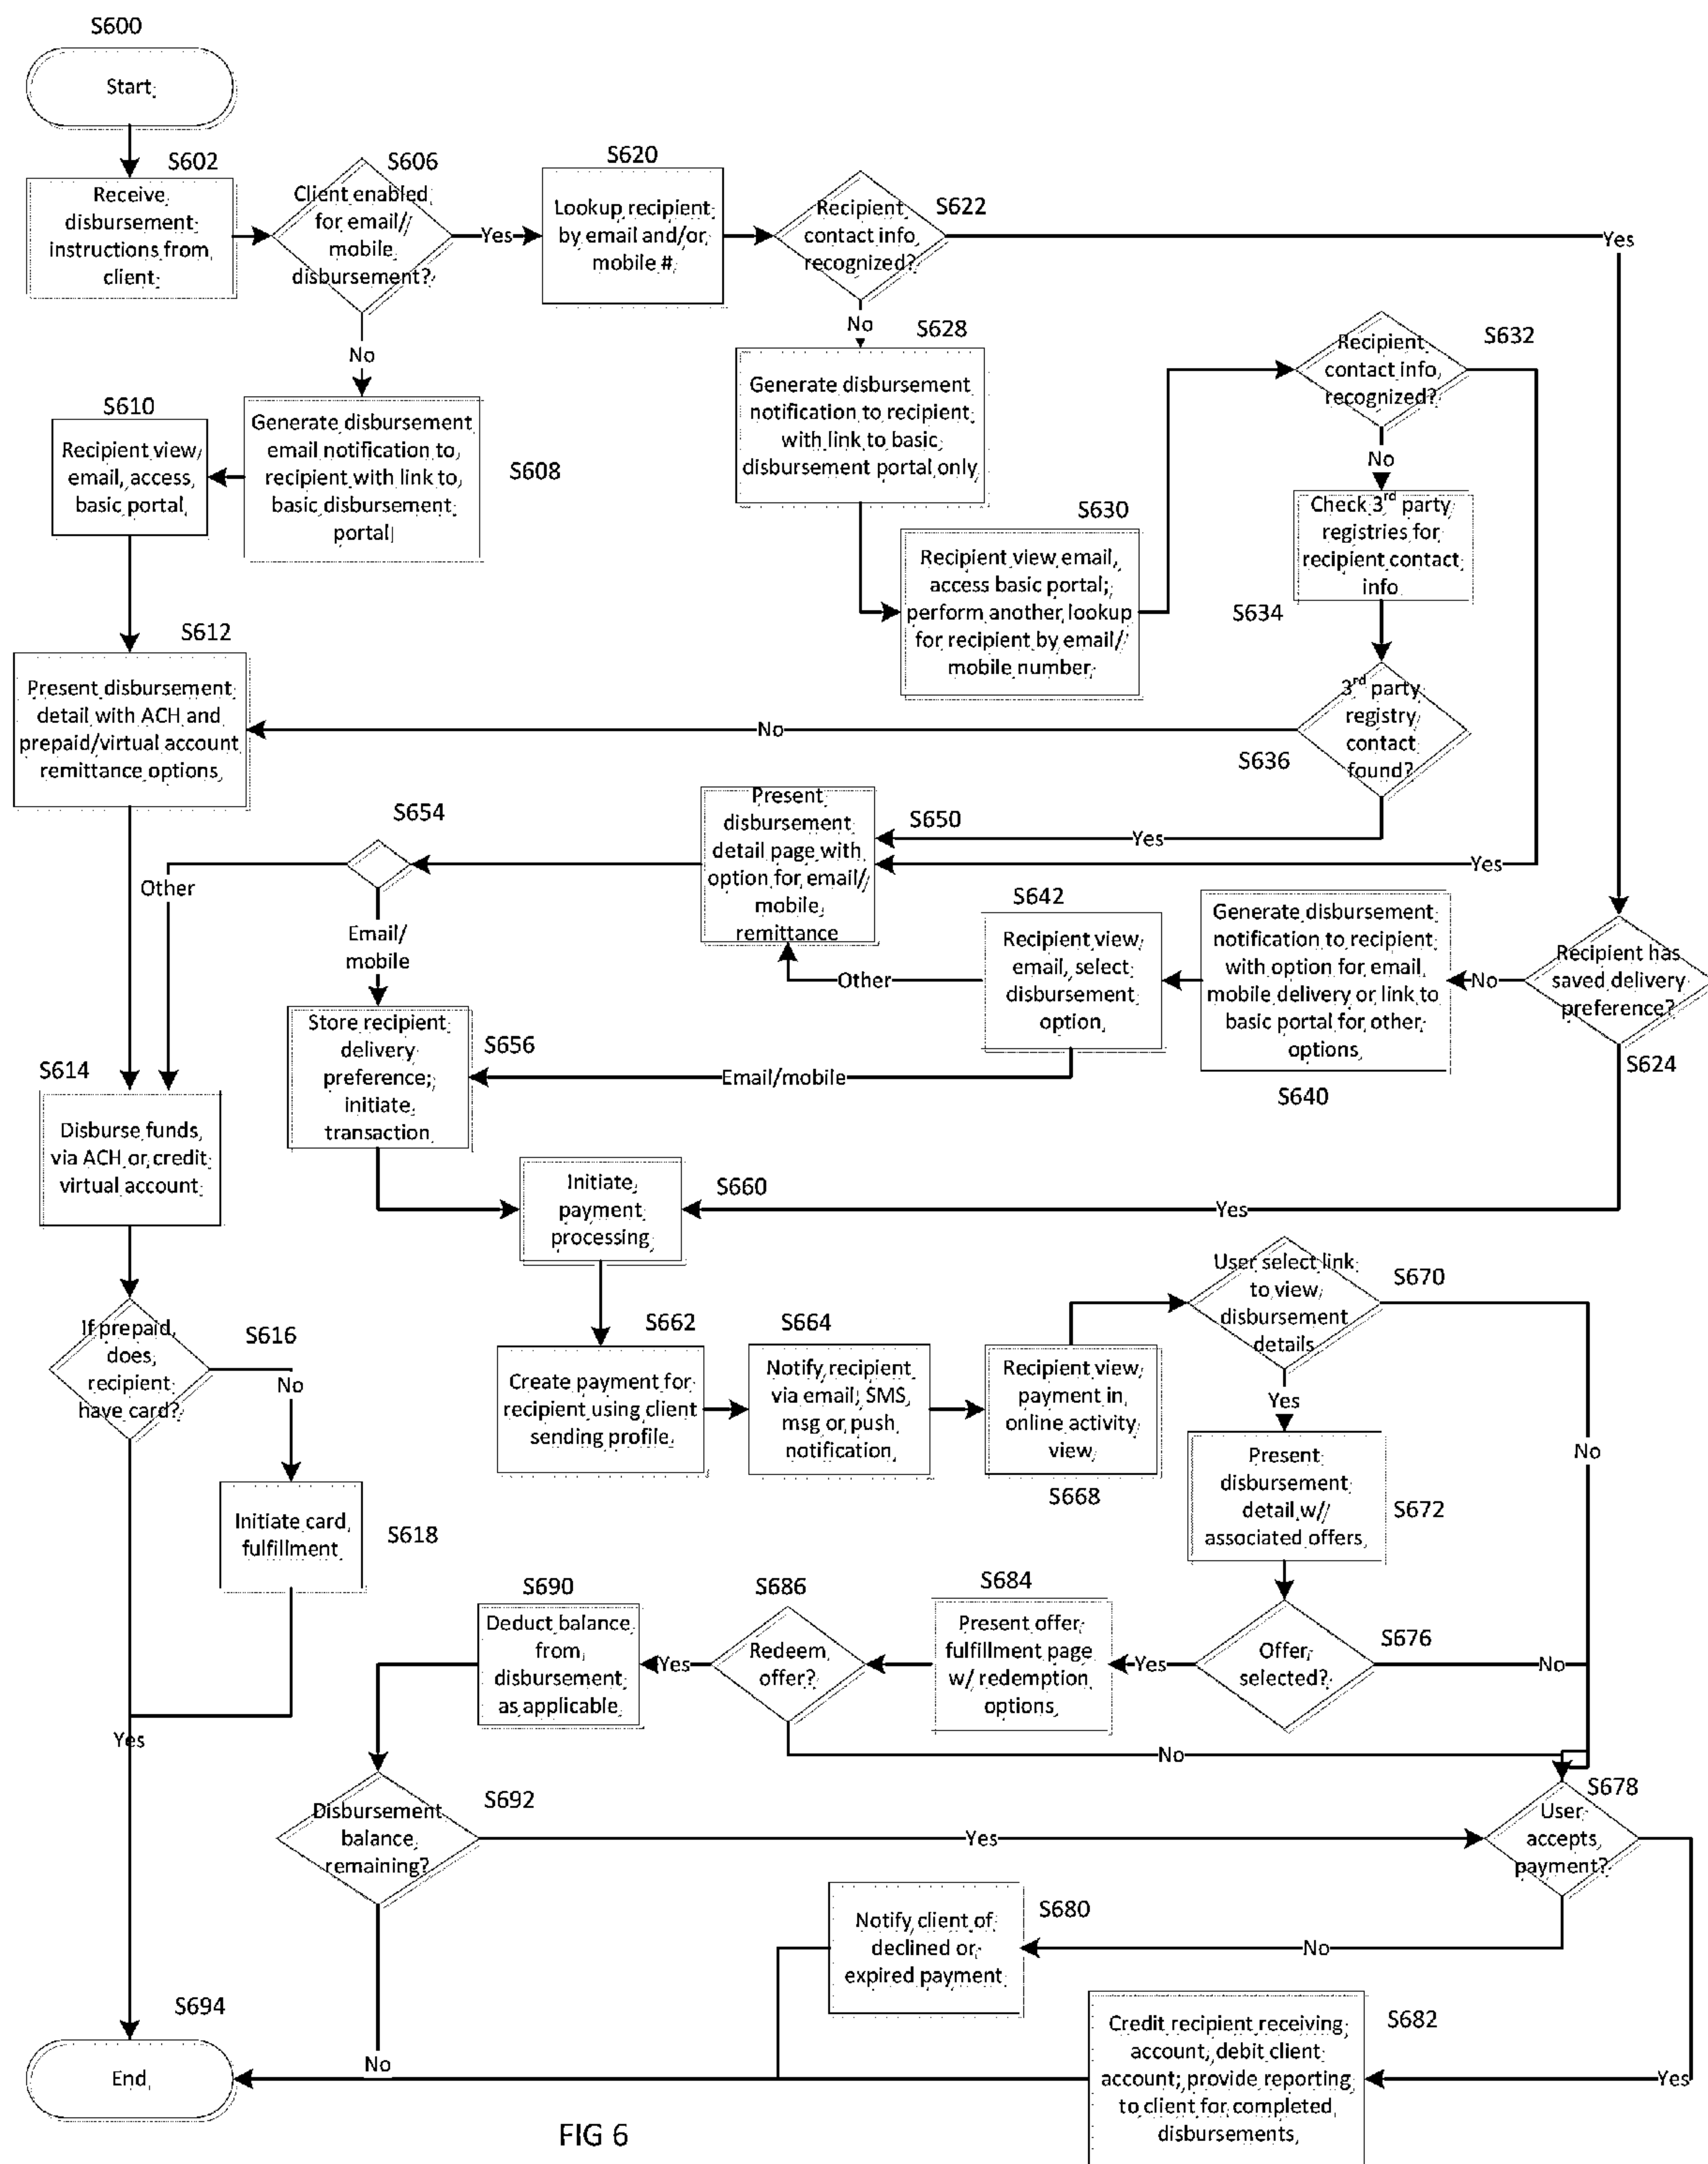 S600
Start
S602
Receive
disbursement
instructions from
client
S606
Client enabled
for email/
mobile
disbursement?
Yes
No
S620
Lookup recipient
by email and/or
mobile #
S622
Recipient
contact info
recognized?
Yes
No
S628
Generate disbursement
notification to recipient
with link to basic
disbursement portal only
S632
Recipient
contact info
recognized?
No
S610
Recipient view
email, access
basic portal
Generate disbursement
email notification to
recipient with link to
basic disbursement
portal
S608
S630
Recipient view email,
access basic portal;
perform another lookup
for recipient by email/
mobile number
Check 3rd party
registries for
recipient contact
info
S634
S612
Present disbursement
detail with ACH and
prepaid/virtual account
remittance options
No
3rd party
registry
contact
found?
S636
Yes
Yes
S650
Present
disbursement
detail page with
option for email/
mobile
remittance
S654
Other
Email/
mobile
S642
Recipient view
email, select
disbursement
option
Other
Email/mobile
Generate disbursement
notification to recipient
with option for email
mobile delivery or link to
basic portal for other
options
S640
No
Recipient has
saved delivery
preference?
S624
Yes
Store recipient
delivery
preference;
initiate
transaction
S656
S614
Disburse funds
via ACH or credit
virtual account
Initiate
payment
processing
S660
If prepaid,
does
recipient
have card?
S616
No
Yes
Initiate card
fulfillment
S618
S662
Create payment for
recipient using client
sending profile
S664
Notify recipient
via email, SMS
msg or push
notification
Recipient view
payment in
online activity
view
S668
User select link
to view
disbursement
details
S670
Yes
No
Present
disbursement
detail w/
associated offers
S672
Offer
selected?
S676
No
Yes
S684
Present offer
fulfillment page
w/ redemption
options
S686
Redeem
offer?
Yes
No
S690
Deduct balance
from
disbursement
as applicable
Disbursement
balance
remaining?
S692
Yes
No
S678
User
accepts
payment?
No
Yes
Notify client of
declined or
expired payment
S680
Credit recipient receiving
account; debit client
account; provide reporting
to client for completed
disbursements
S682
S694
End
FIG 6